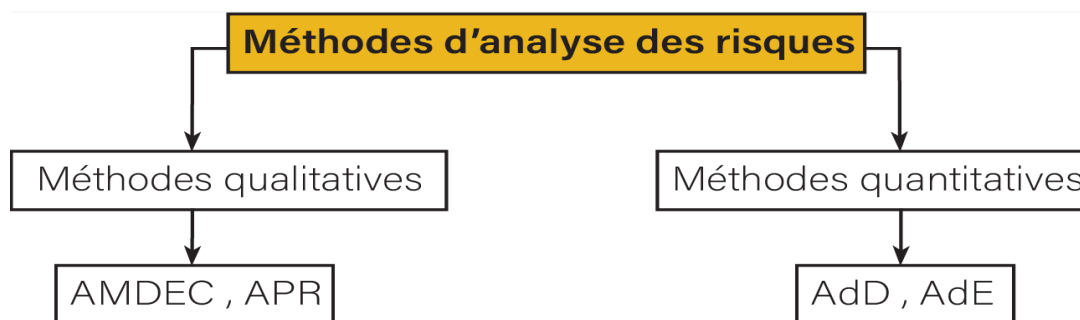 Méthodes d'analyse des risques
Méthodes qualitatives
Méthodes quantitatives
AMDEC , APR
AdD , AdE